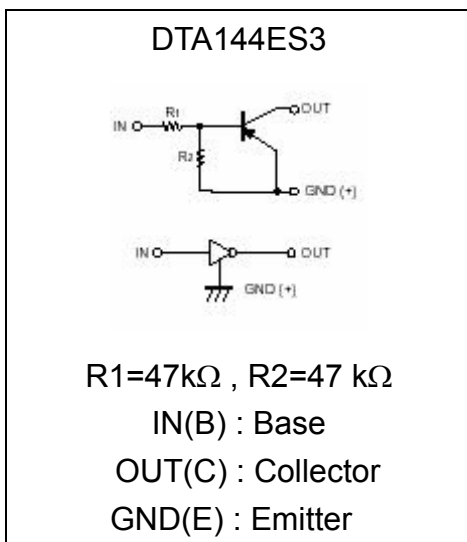 DTA144ES3
OUT
R1
IN
R2
GND (+)
IN
OUT
GND (+)
R1=47kΩ , R2=47 kΩ
IN(B) : Base
OUT(C) : Collector
GND(E) : Emitter